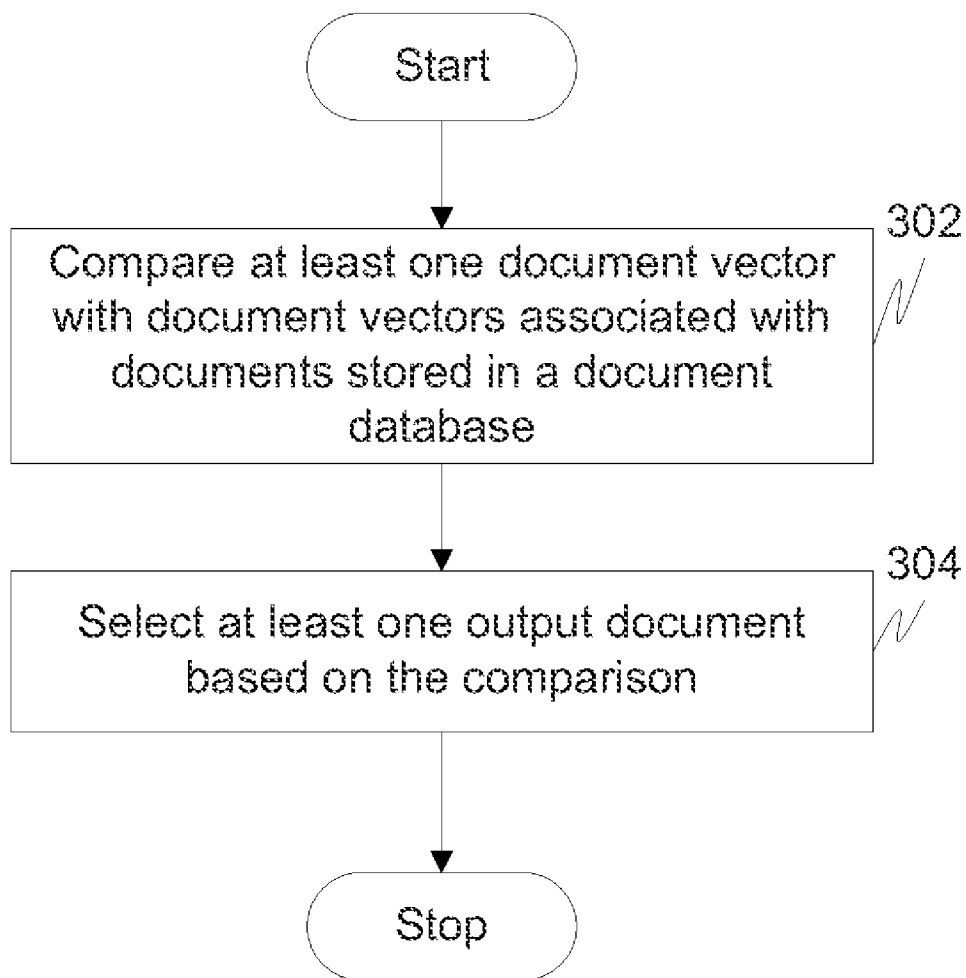 Start
302
Compare at least one document vector
with document vectors associated with
documents stored in a document
database
304
Select at least one output document
based on the comparison
Stop